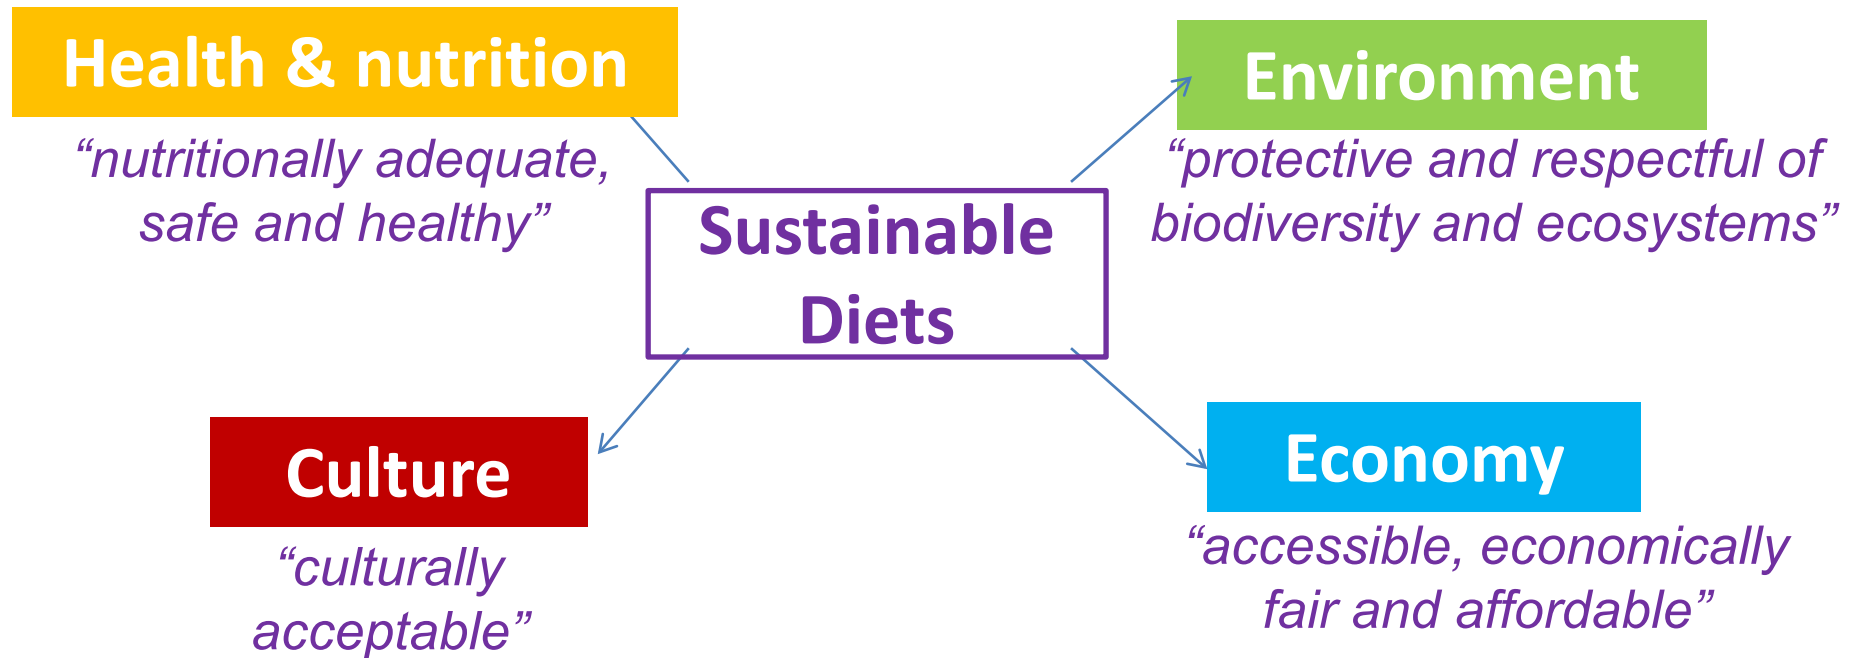 Health & nutrition
“nutritionally adequate,
safe and healthy”
Environment
“protective and respectful of
biodiversity and ecosystems”
Sustainable
Diets
Culture
“culturally
acceptable”
Economy
“accessible, economically
fair and affordable”